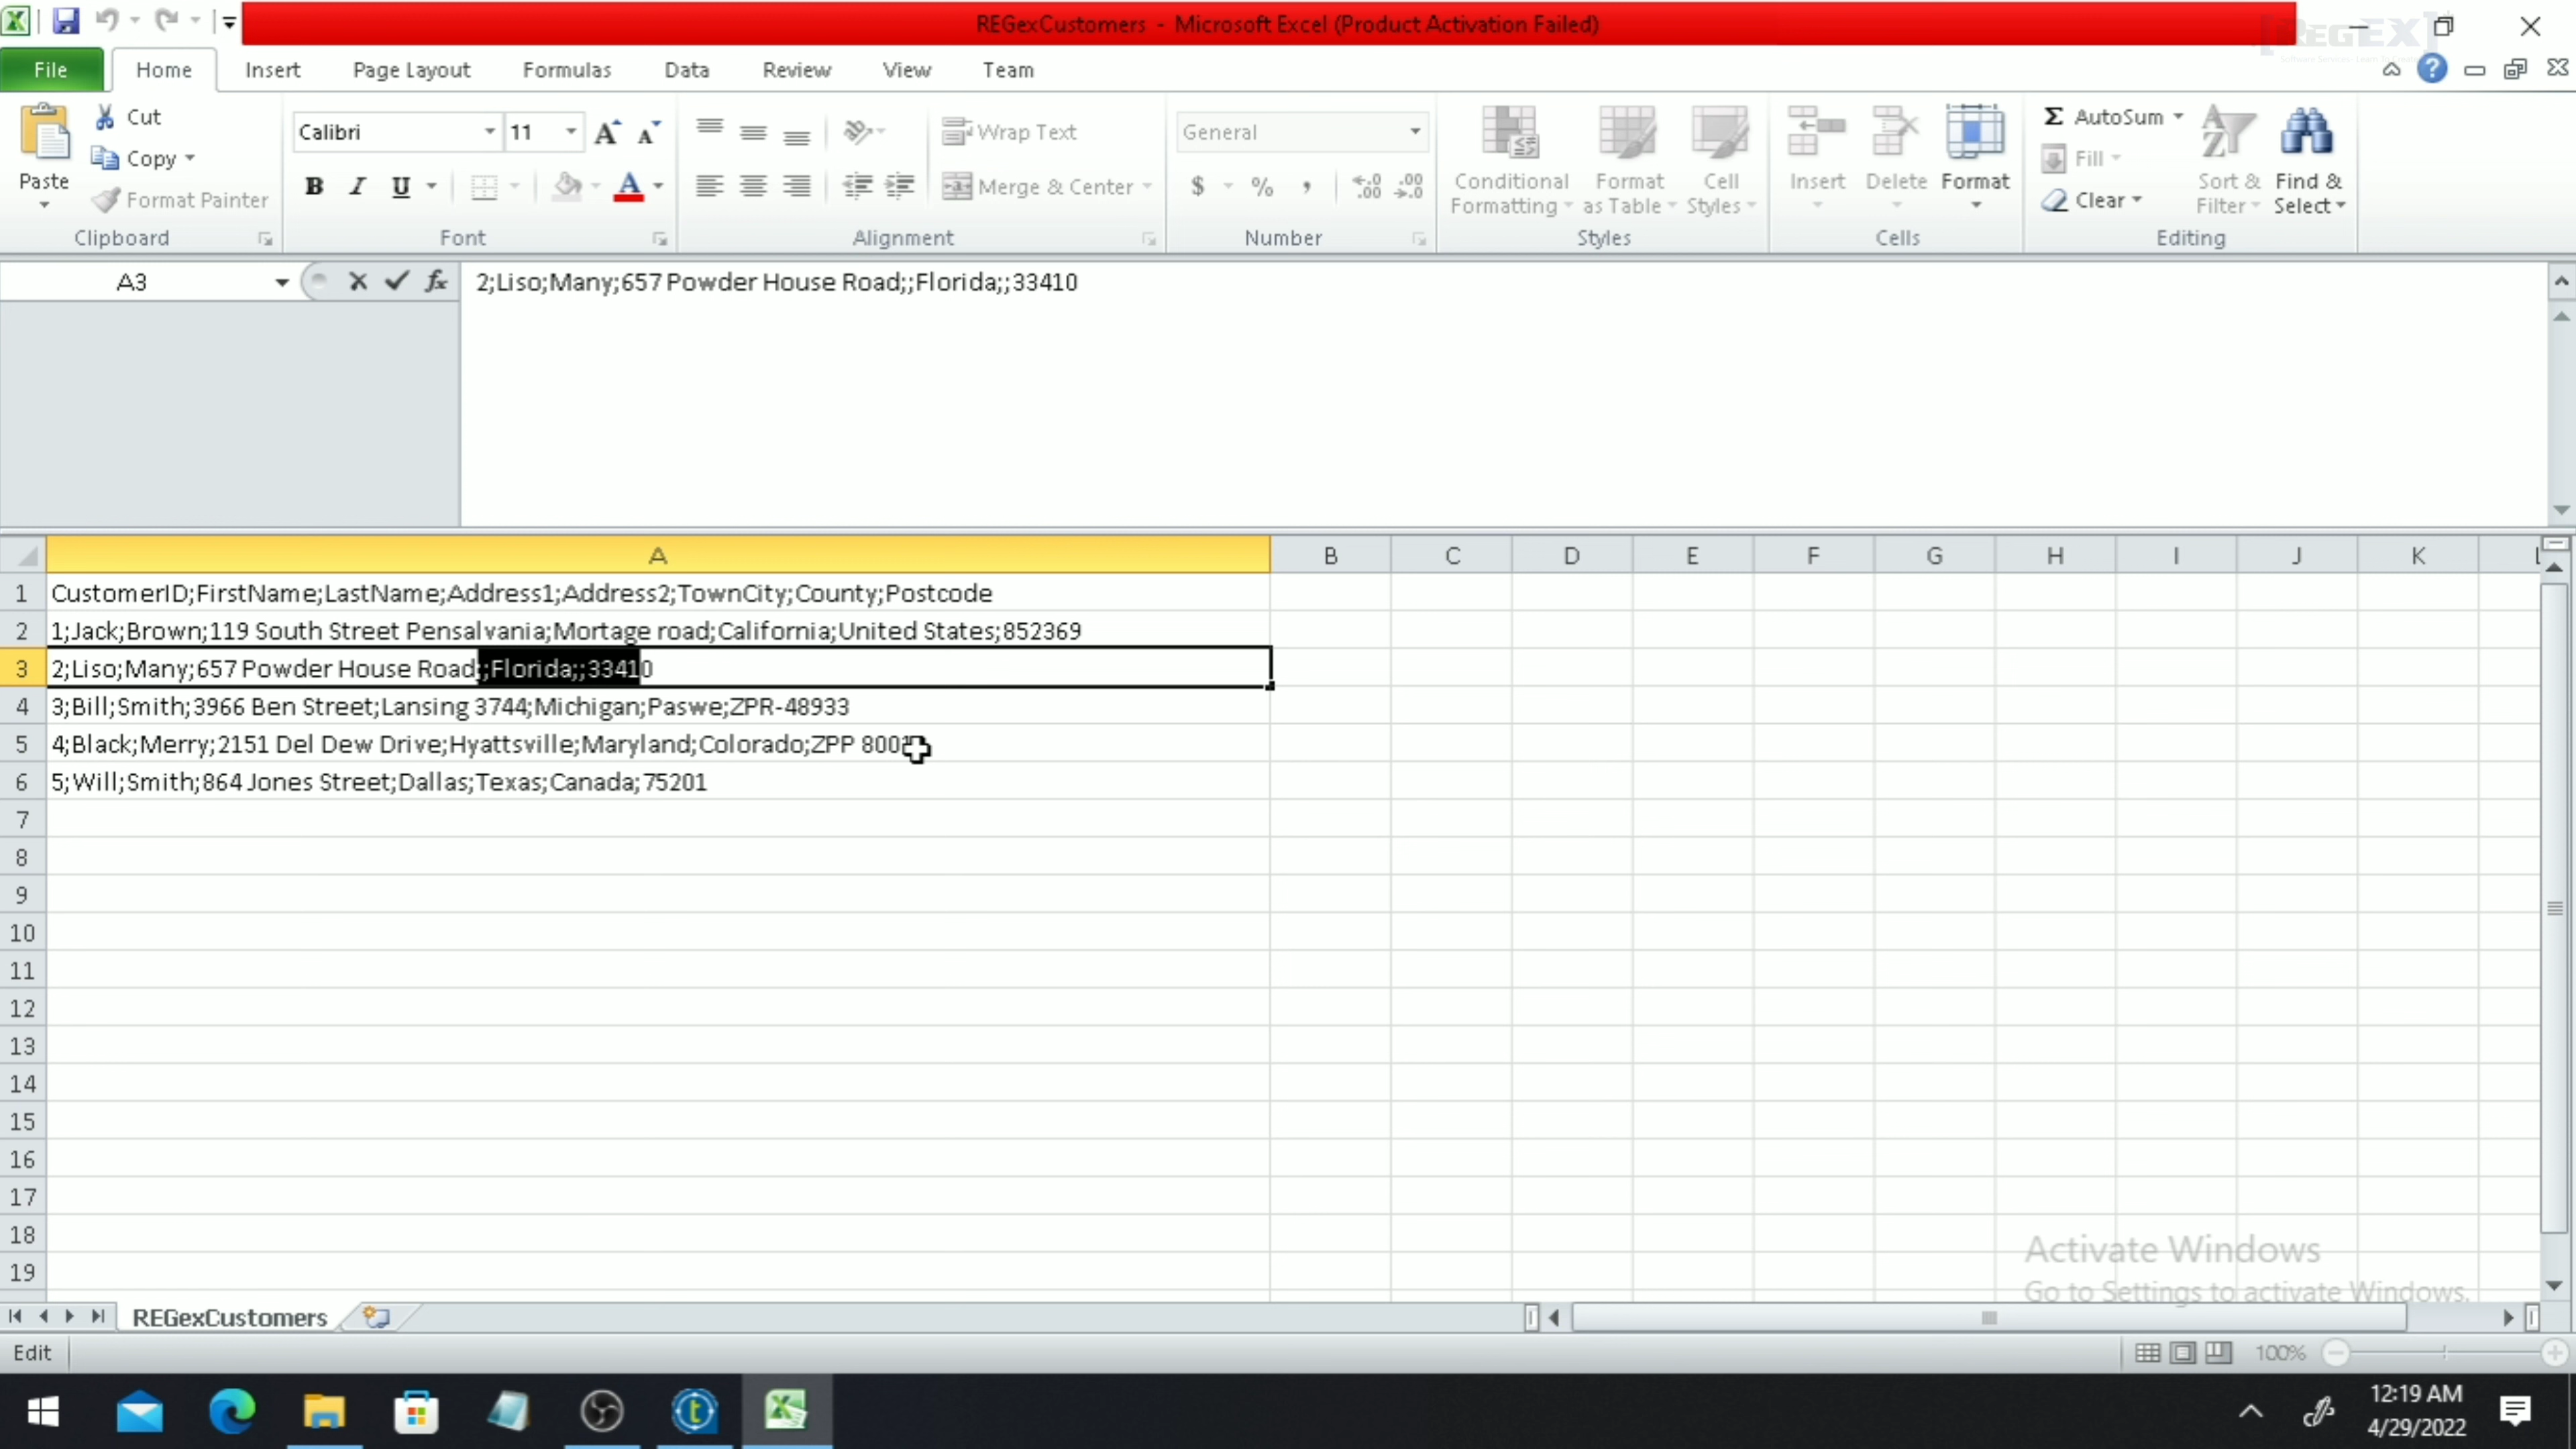 REGexCustomers - Microsoft Excel (Product Activation Failed)
[REGEX]
File Home Insert Page Layout Formulas Data Review View Team
Paste
Cut
Copy
Format Painter
Clipboard
Calibri 11
B I U
Font
Wrap Text
Merge & Center
Alignment
General
$ % ,
Number
Conditional Formatting
Format as Table
Cell Styles
Styles
Insert Delete Format
Cells
Σ AutoSum
Fill
Clear
Sort & Filter
Find & Select
Editing
A3 fx 2;Liso;Many;657 Powder House Road;;Florida;;33410
A B C D E F G H I J K L
1 CustomerID;FirstName;LastName;Address1;Address2;TownCity;County;Postcode
2 1;Jack;Brown;119 South Street Pensalvania;Mortage road;California;United States;852369
3 2;Liso;Many;657 Powder House Road;;Florida;;33410
4 3;Bill;Smith;3966 Ben Street;Lansing 3744;Michigan;Paswe;ZPR-48933
5 4;Black;Merry;2151 Del Dew Drive;Hyattsville;Maryland;Colorado;ZPP
6 5;Will;Smith;864 Jones Street;Dallas;Texas;Canada;75201
7
8
9
10
11
12
13
14
15
16
17
18
19
Activate Windows
Go to Settings to activate Windows.
REGexCustomers
Edit
100%
12:19 AM
4/29/2022